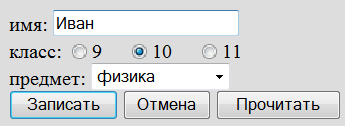 имя: Иван
класс: 9 10 11
предмет: физика
Записать Отмена Прочитать